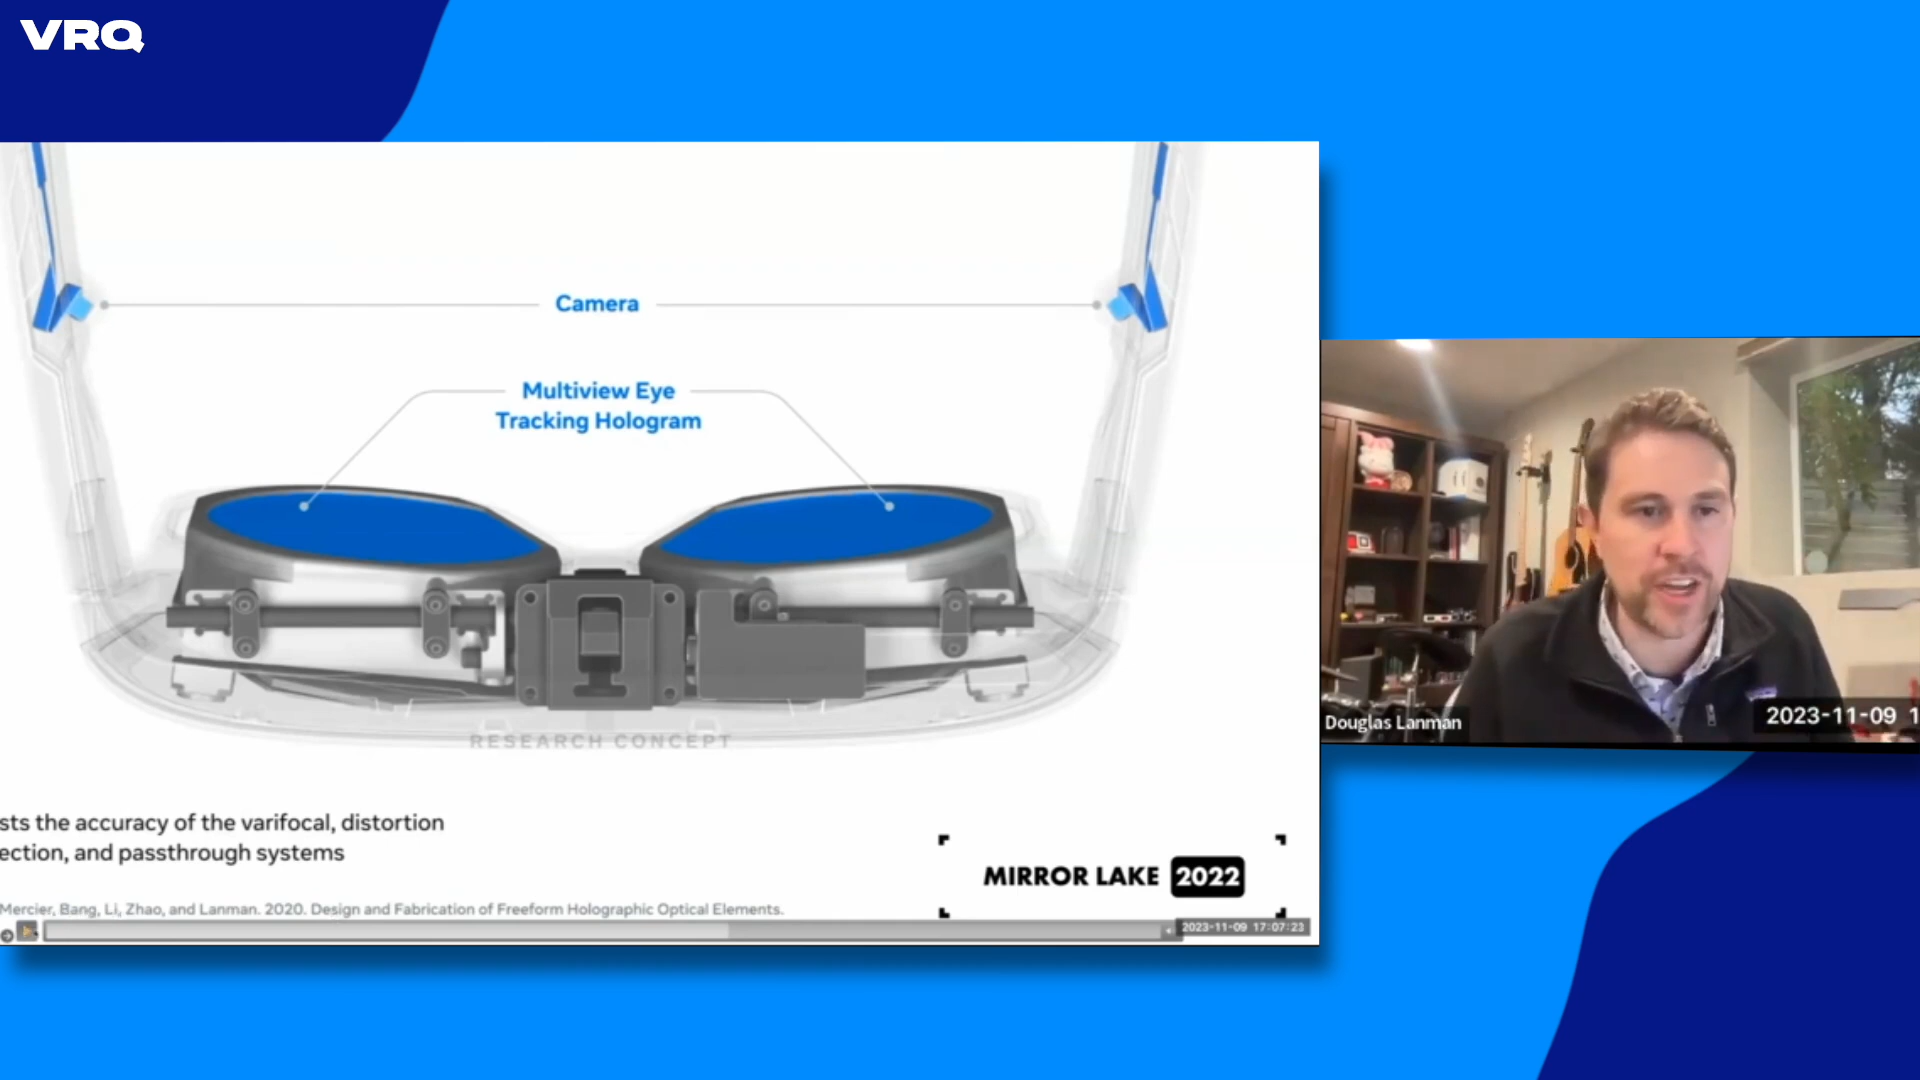 VRQ
Camera
Multiview Eye
Tracking Hologram
RESEARCH CONCEPT
sts the accuracy of the varifocal, distortion
ection, and passthrough systems
MIRROR LAKE 2022
Mercier, Bang, Li, Zhao, and Lanman. 2020. Design and Fabrication of Freeform Holographic Optical Elements.
2023-11-09 17:07:23
Douglas Lanman
2023-11-09 1